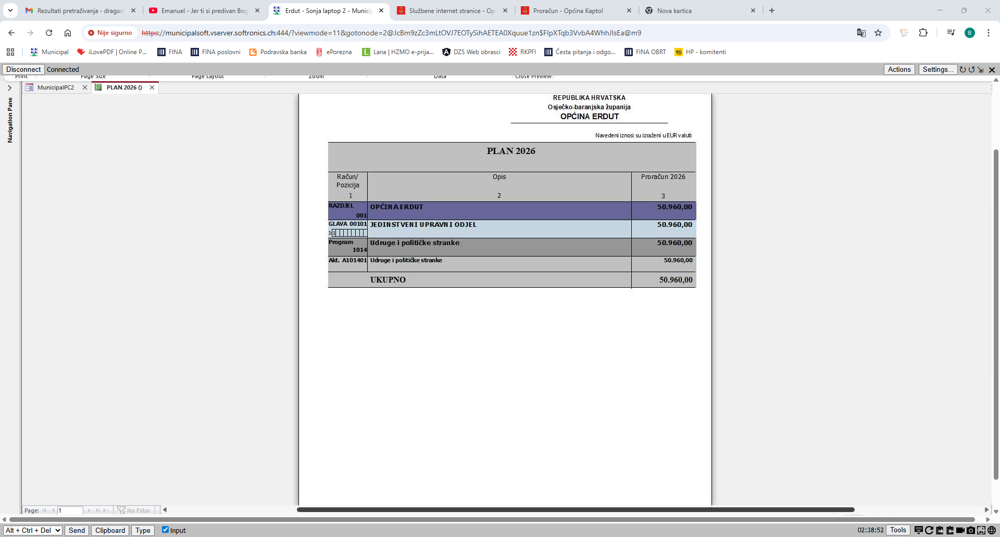 Rezultati pretraživanja - dragas
Emanuel - Jer ti si predivan Bog
Erdut - Sonja laptop 2 - Munici
Službene internet stranice - Op
Proračun - Općina Kaptol
Nova kartica
Nije sigurno
https://municipalsoft.vserver.softronics.ch:444/?viewmode=11&gotonode=2@JcBm9zZc3mLtOVJ7EOTySihAETEA0Xquue1zn$FIpXTqb3VvbA4WhhJIsEa@m9
B
Municipal
iLovePDF | Online P...
FINA
FINA poslovni
Podravska banka
ePorezna
Lana | HZMO e-prija...
DZS Web obrasci
RKPFI
Česta pitanja i odgo...
FINA OBRT
HP - komitenti
Disconnect Connected
Actions Settings...
Print Page Size Page Layout Zoom Data Close Preview
MunicipalPC2
PLAN 2026 ()
Navigation Pane
REPUBLIKA HRVATSKA
Osječko-baranjska županija
OPĆINA ERDUT
Navedeni iznosi su izraženi u EUR valuti
PLAN 2026
Račun/ Pozicija Opis Proračun 2026
1 2 3
RAZDJEL 001 OPĆINA ERDUT 50.960,00
GLAVA 00101 JEDINSTVENI UPRAVNI ODJEL 50.960,00
I: 1
Program 1014 Udruge i političke stranke 50.960,00
Akt. A101401 Udruge i političke stranke 50.960,00
UKUPNO 50.960,00
Page: 1 No Filter
Alt + Ctrl + Del Send Clipboard Type Input
02:38:52 Tools